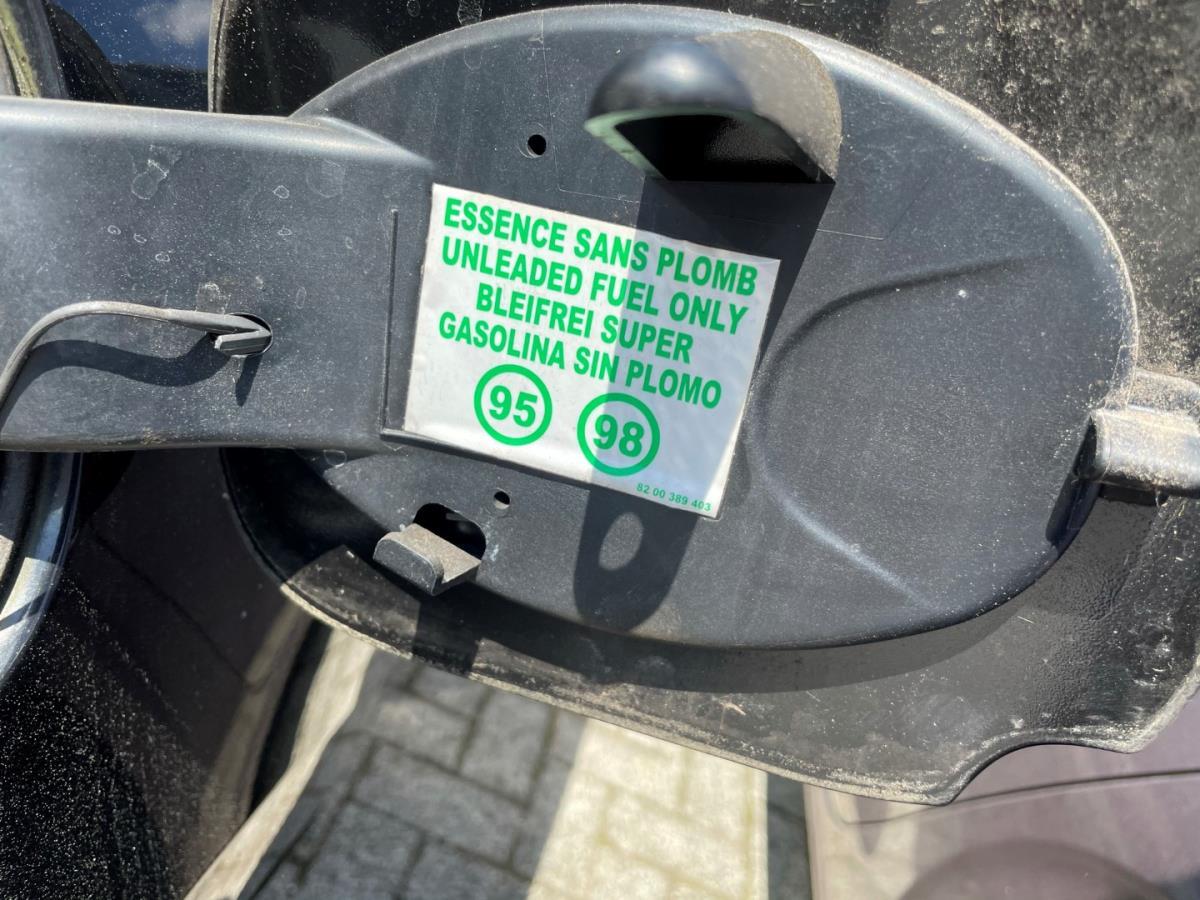 ESSENCE SANS PLOMB
UNLEADED FUEL ONLY
BLEIFREI SUPER
GASOLINA SIN PLOMO
95 98
82 00 389 403